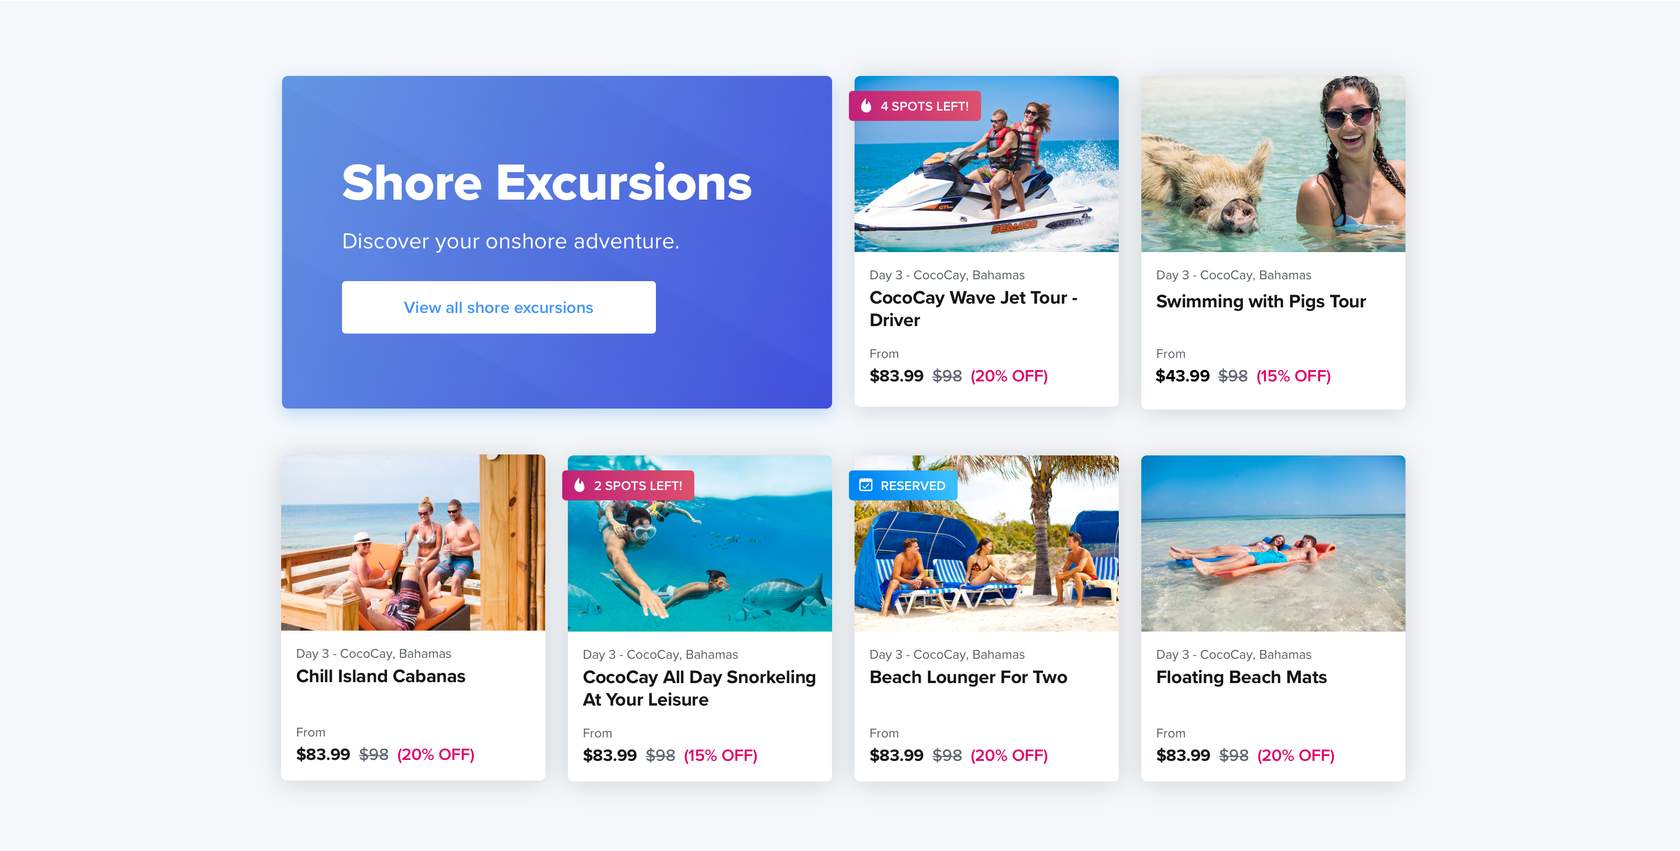 Shore Excursions
Discover your onshore adventure.
View all shore excursions
4 SPOTS LEFT!
Day 3 - CocoCay, Bahamas
CocoCay Wave Jet Tour -
Driver
From
$83.99 $98 (20% OFF)
Day 3 - CocoCay, Bahamas
Swimming with Pigs Tour
From
$43.99 $98 (15% OFF)
Day 3 - CocoCay, Bahamas
Chill Island Cabanas
From
$83.99 $98 (20% OFF)
2 SPOTS LEFT!
Day 3 - CocoCay, Bahamas
CocoCay All Day Snorkeling
At Your Leisure
From
$83.99 $98 (15% OFF)
RESERVED
Day 3 - CocoCay, Bahamas
Beach Lounger For Two
From
$83.99 $98 (20% OFF)
Day 3 - CocoCay, Bahamas
Floating Beach Mats
From
$83.99 $98 (20% OFF)